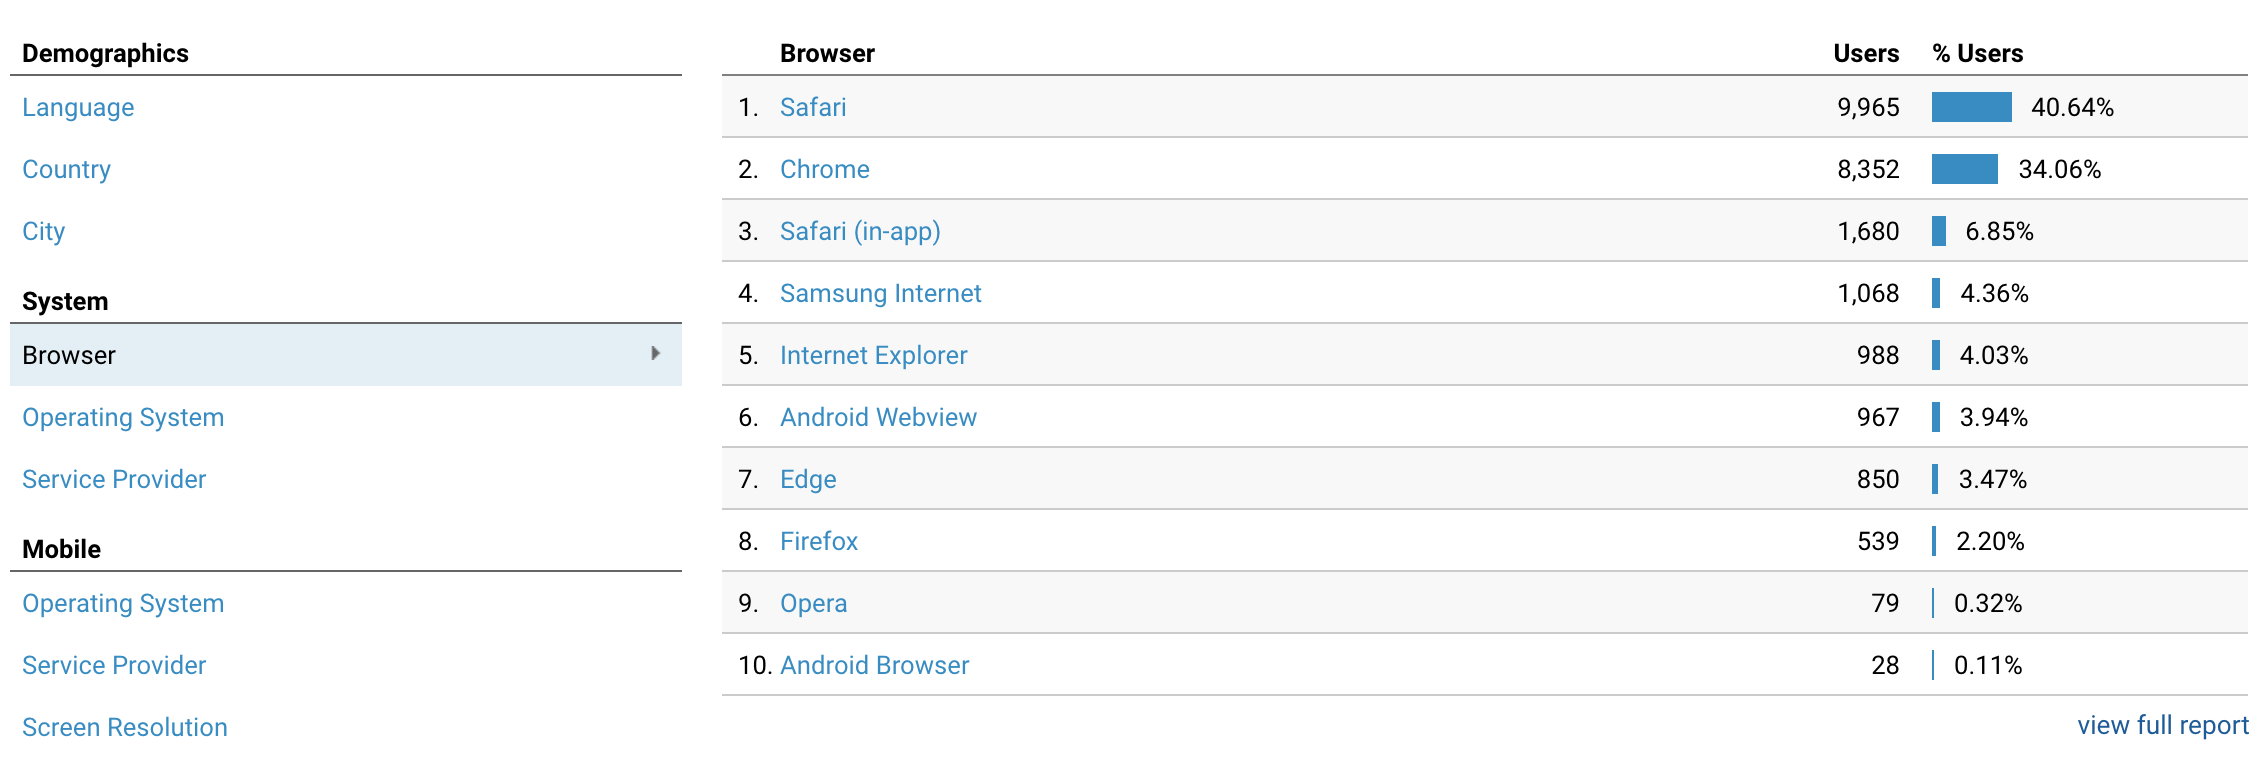 Demographics
Language
Country
City
System
Browser
Operating System
Service Provider
Mobile
Operating System
Service Provider
Screen Resolution
Browser Users % Users
1. Safari 9,965 40.64%
2. Chrome 8,352 34.06%
3. Safari (in-app) 1,680 6.85%
4. Samsung Internet 1,068 4.36%
5. Internet Explorer 988 4.03%
6. Android Webview 967 3.94%
7. Edge 850 3.47%
8. Firefox 539 2.20%
9. Opera 79 0.32%
10. Android Browser 28 0.11%
view full report